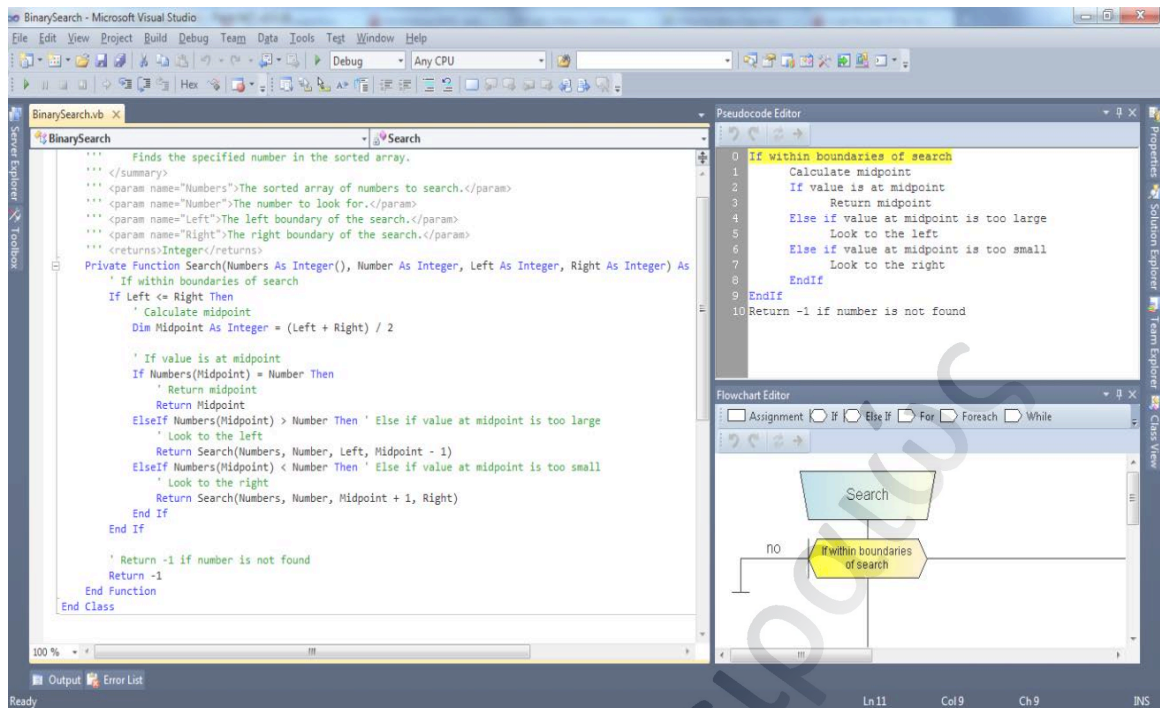 BinarySearch - Microsoft Visual Studio
File Edit View Project Build Debug Team Data Tools Test Window Help
Debug Any CPU
Hex
BinarySearch.vb
BinarySearch Search
''' Finds the specified number in the sorted array.
''' </summary>
''' <param name="Numbers">The sorted array of numbers to search.</param>
''' <param name="Number">The number to look for.</param>
''' <param name="Left">The left boundary of the search.</param>
''' <param name="Right">The right boundary of the search.</param>
''' <returns>Integer</returns>
Private Function Search(Numbers As Integer(), Number As Integer, Left As Integer, Right As Integer) As
' If within boundaries of search
If Left <= Right Then
' Calculate midpoint
Dim Midpoint As Integer = (Left + Right) / 2
' If value is at midpoint
If Numbers(Midpoint) = Number Then
' Return midpoint
Return Midpoint
ElseIf Numbers(Midpoint) > Number Then ' Else if value at midpoint is too large
' Look to the left
Return Search(Numbers, Number, Left, Midpoint - 1)
ElseIf Numbers(Midpoint) < Number Then ' Else if value at midpoint is too small
' Look to the right
Return Search(Numbers, Number, Midpoint + 1, Right)
End If
End If
' Return -1 if number is not found
Return -1
End Function
End Class
100 %
Server Explorer
Toolbox
Pseudocode Editor
0 If within boundaries of search
1 Calculate midpoint
2 If value is at midpoint
3 Return midpoint
4 Else if value at midpoint is too large
5 Look to the left
6 Else if value at midpoint is too small
7 Look to the right
8 EndIf
9 EndIf
10 Return -1 if number is not found
Flowchart Editor
Assignment If Else If For Foreach While
Search
no
If within boundaries
of search
Properties
Solution Explorer
Team Explorer
Class View
Output Error List
Ready Ln 11 Col 9 Ch 9 INS